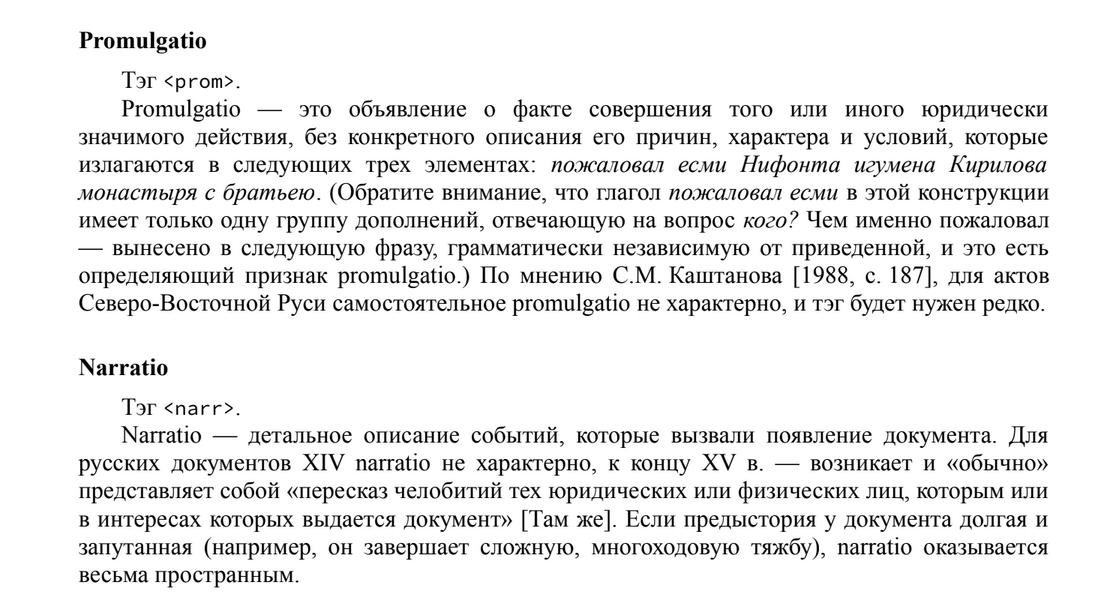 Promulgatio
Тэг <prom>.
Promulgatio — это объявление о факте совершения того или иного юридически
значимого действия, без конкретного описания его причин, характера и условий, которые
излагаются в следующих трех элементах: пожаловал есми Нифонта игумена Кирилова
монастыря с братьею. (Обратите внимание, что глагол пожаловал есми в этой конструкции
имеет только одну группу дополнений, отвечающую на вопрос кого? Чем именно пожаловал
— вынесено в следующую фразу, грамматически независимую от приведенной, и это есть
определяющий признак promulgatio.) По мнению С.М. Каштанова [1988, с. 187], для актов
Северо-Восточной Руси самостоятельное promulgatio не характерно, и тэг будет нужен редко.
Narratio
Тэг <narr>.
Narratio — детальное описание событий, которые вызвали появление документа. Для
русских документов XIV narratio не характерно, к концу XV в. — возникает и «обычно»
представляет собой «пересказ челобитий тех юридических или физических лиц, которым или
в интересах которых выдается документ» [Там же]. Если предыстория у документа долгая и
запутанная (например, он завершает сложную, многоходовую тяжбу), narratio оказывается
весьма пространным.